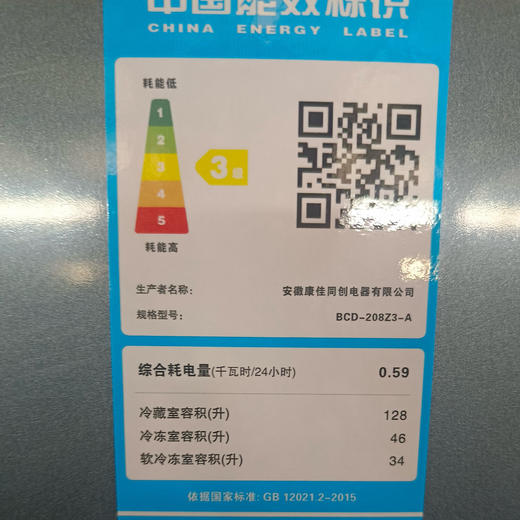 中国能效标识
CHINA ENERGY LABEL
耗能低
1
2
3
4
5
3级
耗能高
生产者名称: 安徽康佳同创电器有限公司
规格型号: BCD-208Z3-A
综合耗电量(千瓦时/24小时) 0.59
冷藏室容积(升) 128
冷冻室容积(升) 46
软冷冻室容积(升) 34
依据国家标准: GB 12021.2-2015